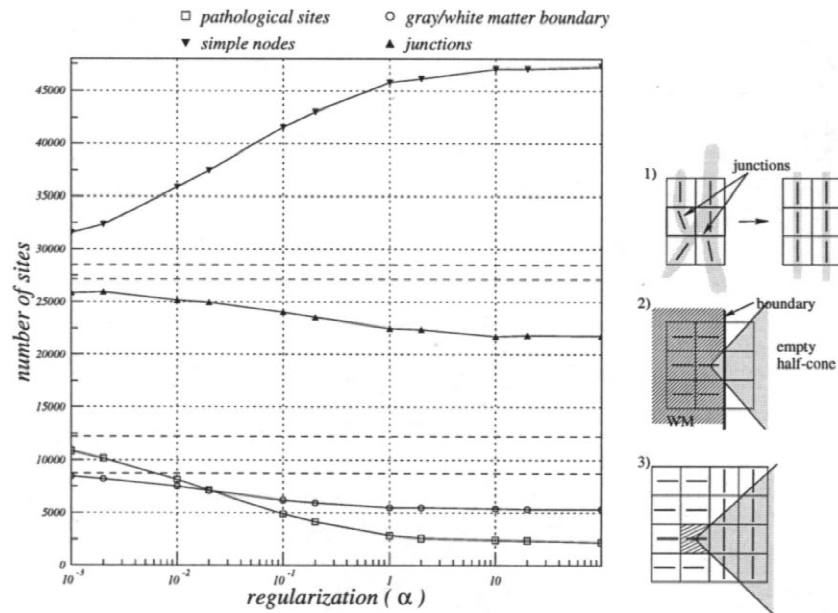 pathological sites
gray/white matter boundary
simple nodes
junctions
45000
40000
35000
30000
25000
20000
15000
10000
5000
0
number of sites
10^-3
10^-2
10^-1
1
10
regularization ( α )
1)
junctions
2)
boundary
empty
half-cone
WM
3)